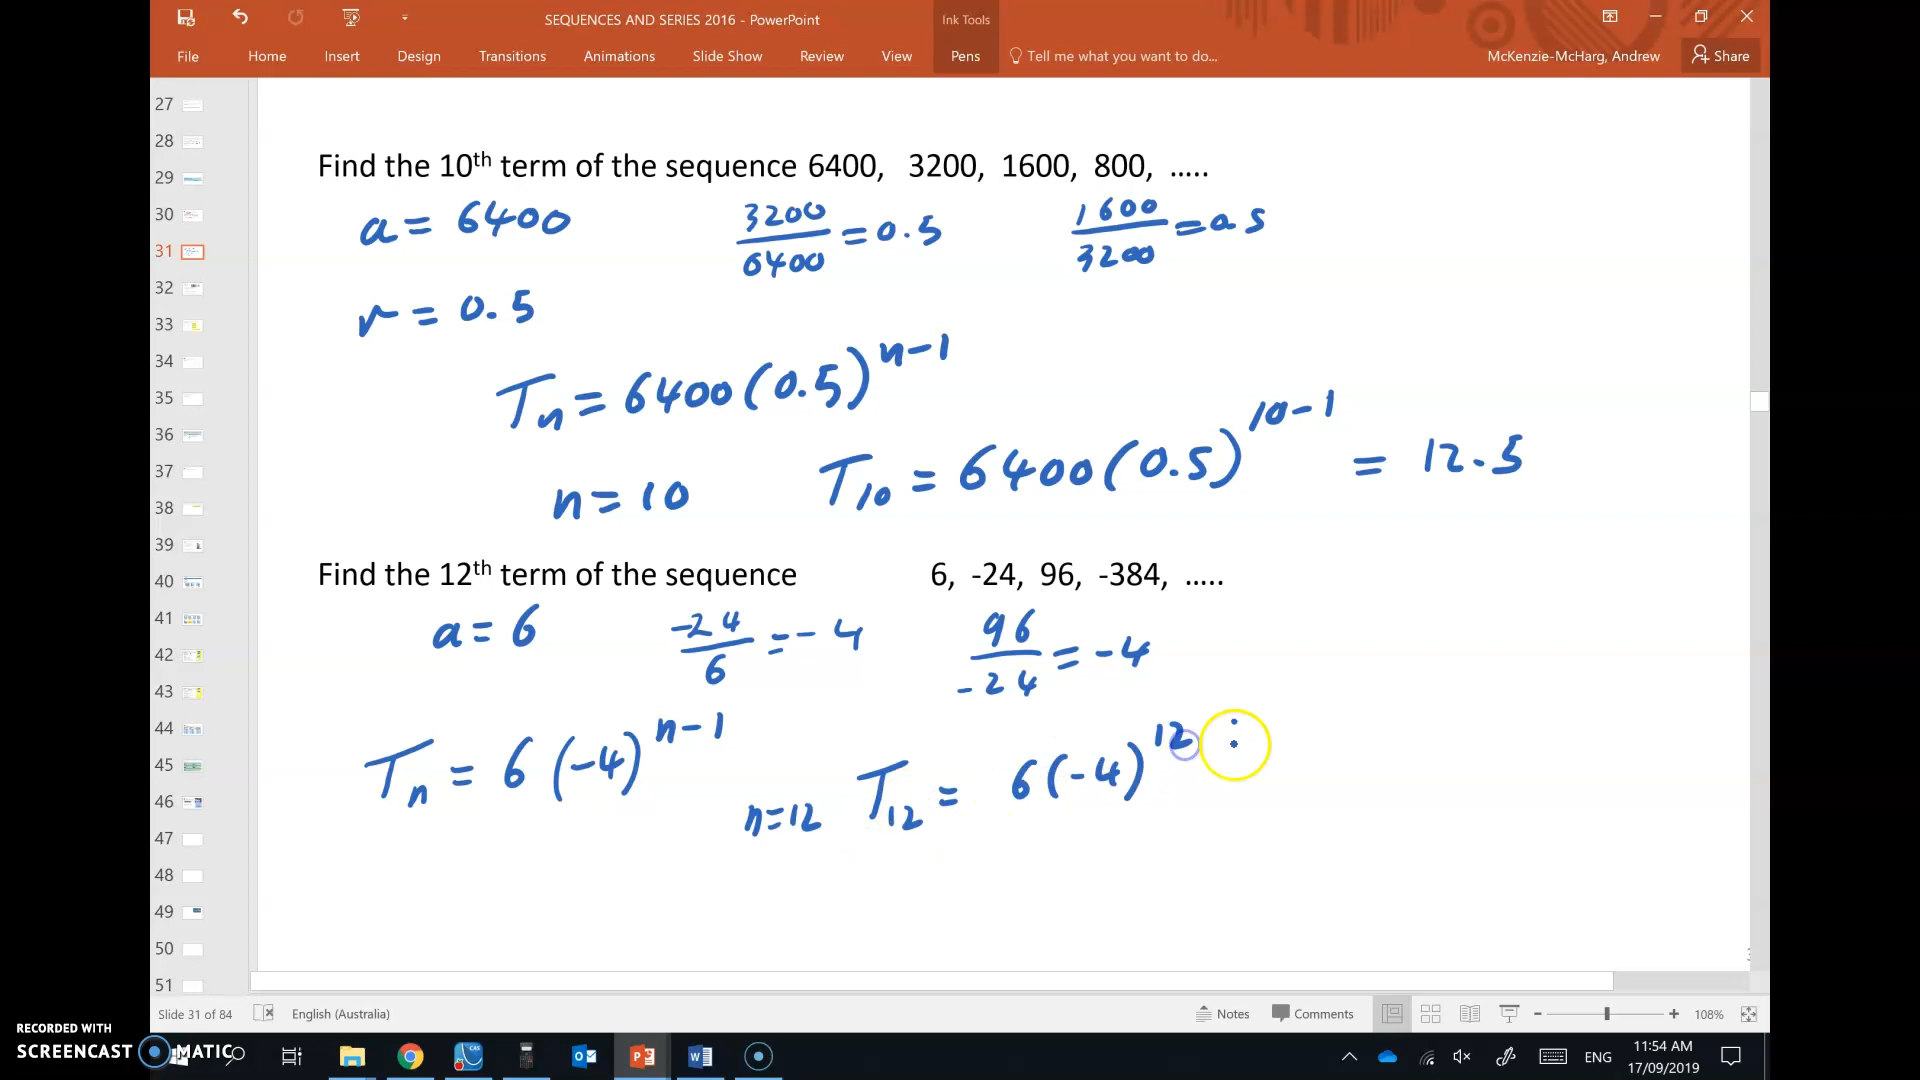 SEQUENCES AND SERIES 2016 - PowerPoint
Ink Tools
File Home Insert Design Transitions Animations Slide Show Review View Pens Tell me what you want to do... McKenzie-McHarg, Andrew Share
27
28
29
30
31
32
33
34
35
36
37
38
39
40
41
42
43
44
45
46
47
48
49
50
51
Find the 10th term of the sequence 6400, 3200, 1600, 800, .....
a = 6400
3200/6400 = 0.5
1600/3200 = 0.5
r = 0.5
Tn = 6400(0.5)^n-1
n = 10
T10 = 6400(0.5)^10-1 = 12.5
Find the 12th term of the sequence 6, -24, 96, -384, .....
a = 6
-24/6 = -4
96/-24 = -4
Tn = 6(-4)^n-1
n=12
T12 = 6(-4)^12
Slide 31 of 84 English (Australia) Notes Comments 108%
RECORDED WITH
SCREENCAST MATIC
ENG
11:54 AM
17/09/2019